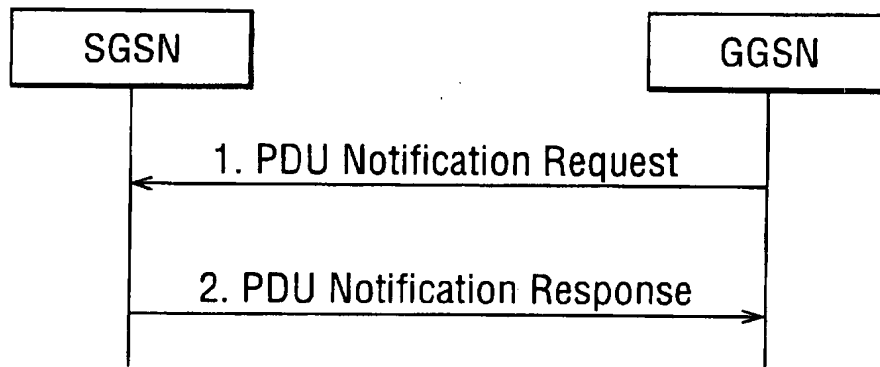 SGSN
GGSN
1. PDU Notification Request
2. PDU Notification Response